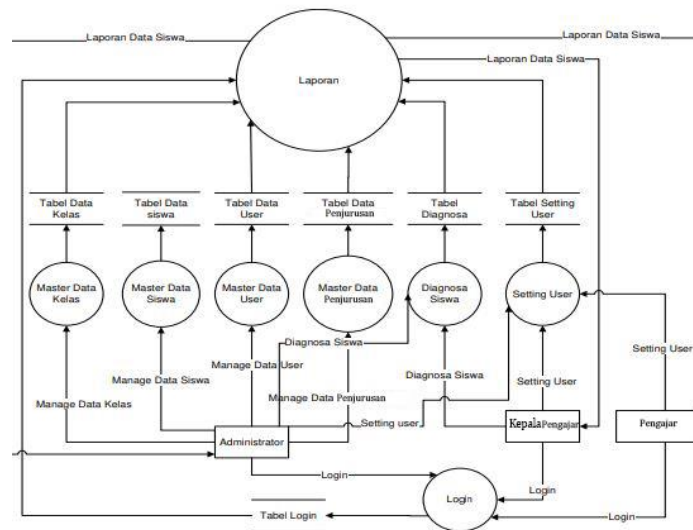 Laporan Data Siswa
Laporan Data Siswa
Laporan Data Siswa
Laporan
Tabel Data
Kelas
Tabel Data
siswa
Tabel Data
User
Tabel Data
Penjurusan
Tabel
Diagnosa
Tabel Setting
User
Master Data
Kelas
Master Data
Siswa
Master Data
User
Master Data
Penjurusan
Diagnosa
Siswa
Setting User
Diagnosa Siswa
Setting User
Manage Data User
Manage Data Siswa
Diagnosa Siswa
Setting User
Manage Data Penjurusan
Manage Data Kelas
Setting user
Administrator
KepalaPengajar
Pengajar
Login
Login
Login
Tabel Login
Login